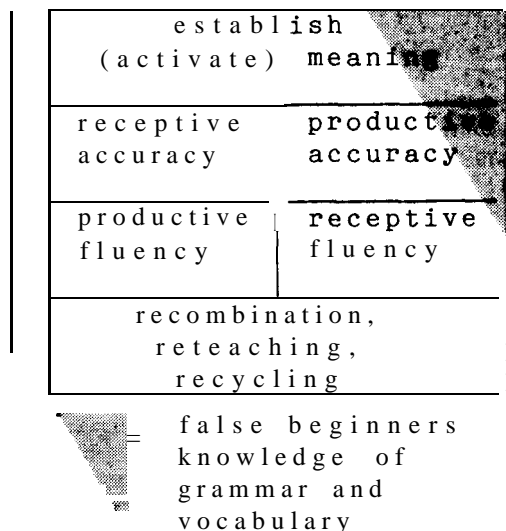 establish
(activate) meaning
receptive productive
accuracy accuracy
productive receptive
fluency fluency
recombination,
reteaching,
recycling
= false beginners
knowledge of
grammar and
vocabulary